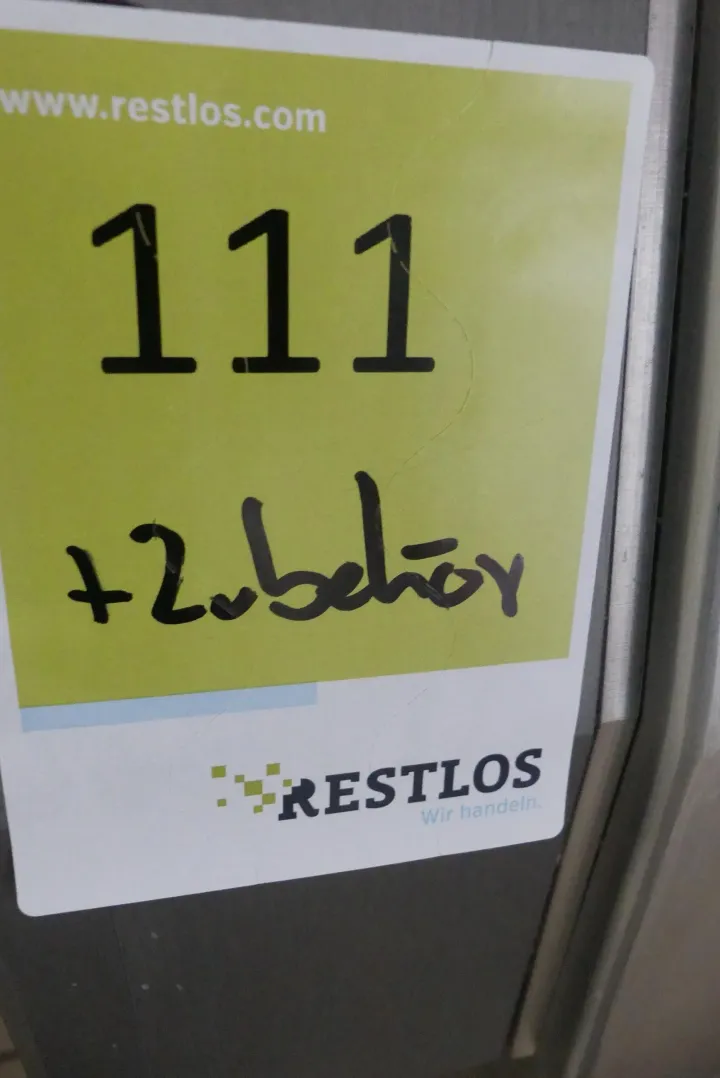 www.restlos.com
111
+Zubehör
RESTLOS
Wir handeln.